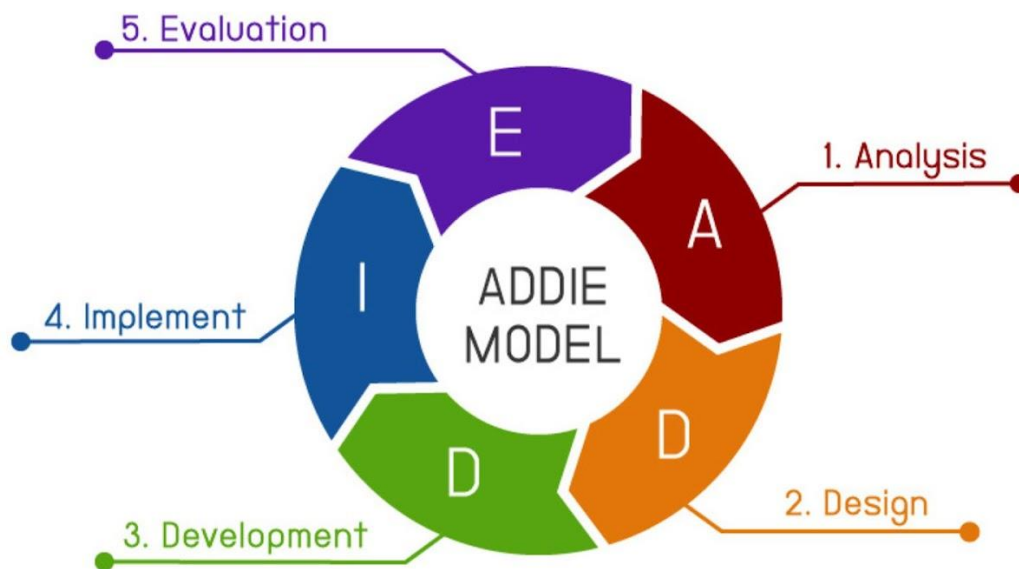 5. Evaluation
E
1. Analysis
A
ADDIE
MODEL
I
4. Implement
D
2. Design
D
3. Development